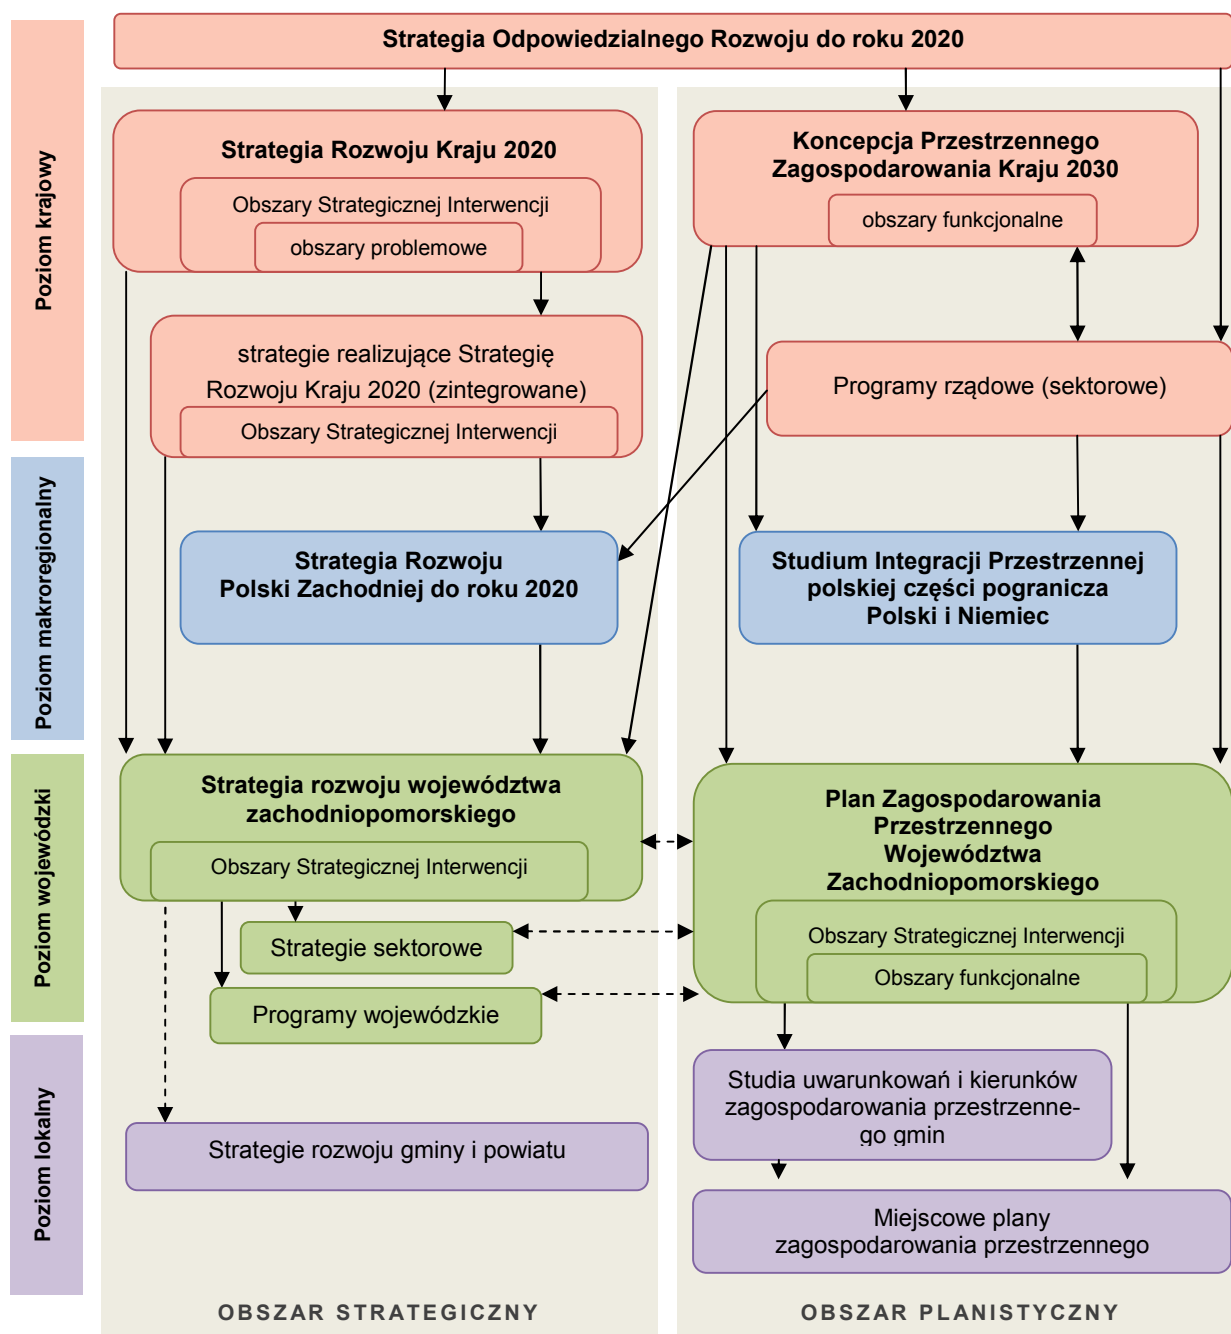 Strategia Odpowiedzialnego Rozwoju do roku 2020
Poziom krajowy
Strategia Rozwoju Kraju 2020
Obszary Strategicznej Interwencji
obszary problemowe
Koncepcja Przestrzennego
Zagospodarowania Kraju 2030
obszary funkcjonalne
strategie realizujące Strategię
Rozwoju Kraju 2020 (zintegrowane)
Obszary Strategicznej Interwencji
Programy rządowe (sektorowe)
Poziom makroregionalny
Strategia Rozwoju
Polski Zachodniej do roku 2020
Studium Integracji Przestrzennej
polskiej części pogranicza
Polski i Niemiec
Poziom wojewódzki
Strategia rozwoju województwa
zachodniopomorskiego
Obszary Strategicznej Interwencji
Strategie sektorowe
Programy wojewódzkie
Plan Zagospodarowania
Przestrzennego
Województwa
Zachodniopomorskiego
Obszary Strategicznej Interwencji
Obszary funkcjonalne
Poziom lokalny
Strategie rozwoju gminy i powiatu
Studia uwarunkowań i kierunków
zagospodarowania przestrzenne-
go gmin
Miejscowe plany
zagospodarowania przestrzennego
OBSZAR STRATEGICZNY
OBSZAR PLANISTYCZNY